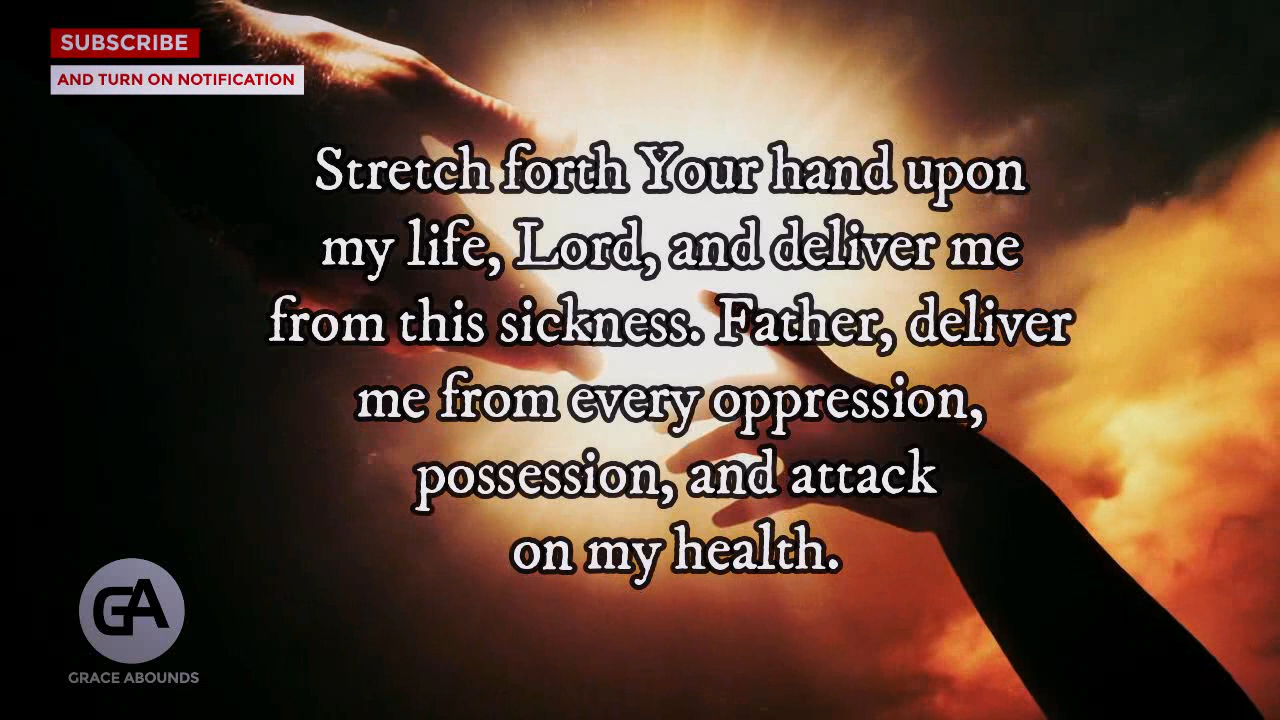 SUBSCRIBE
AND TURN ON NOTIFICATION
Stretch forth Your hand upon
my life, Lord, and deliver me
from this sickness. Father, deliver
me from every oppression,
possession, and attack
on my health.
GA
GRACE ABOUNDS